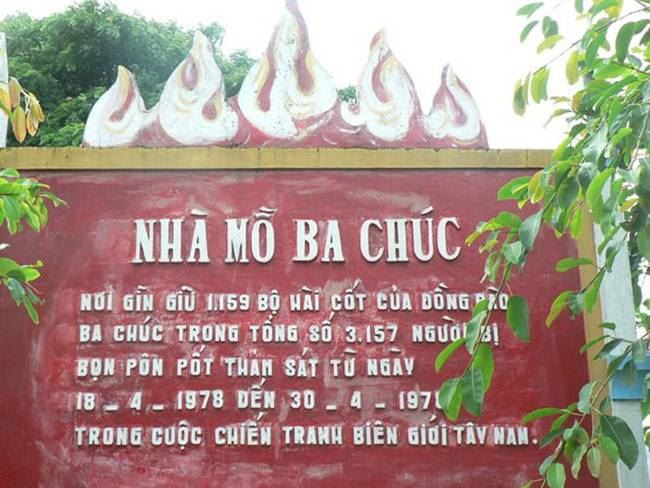 NHÀ MỖ BA CHÚC
NƠI GÌN GIỮ 1.159 BỘ HÀI CỐT CỦA ĐỒNG BÀO
BA CHÚC TRONG TỔNG SỐ 3.157 NGƯỜI BỊ
BỌN PÔN PỐT THẢM SÁT TỪ NGÀY
18 _ 4 _ 1978 ĐẾN 30 _ 4 _ 1978
TRONG CUỘC CHIẾN TRANH BIÊN GIỚI TÂY NAM.